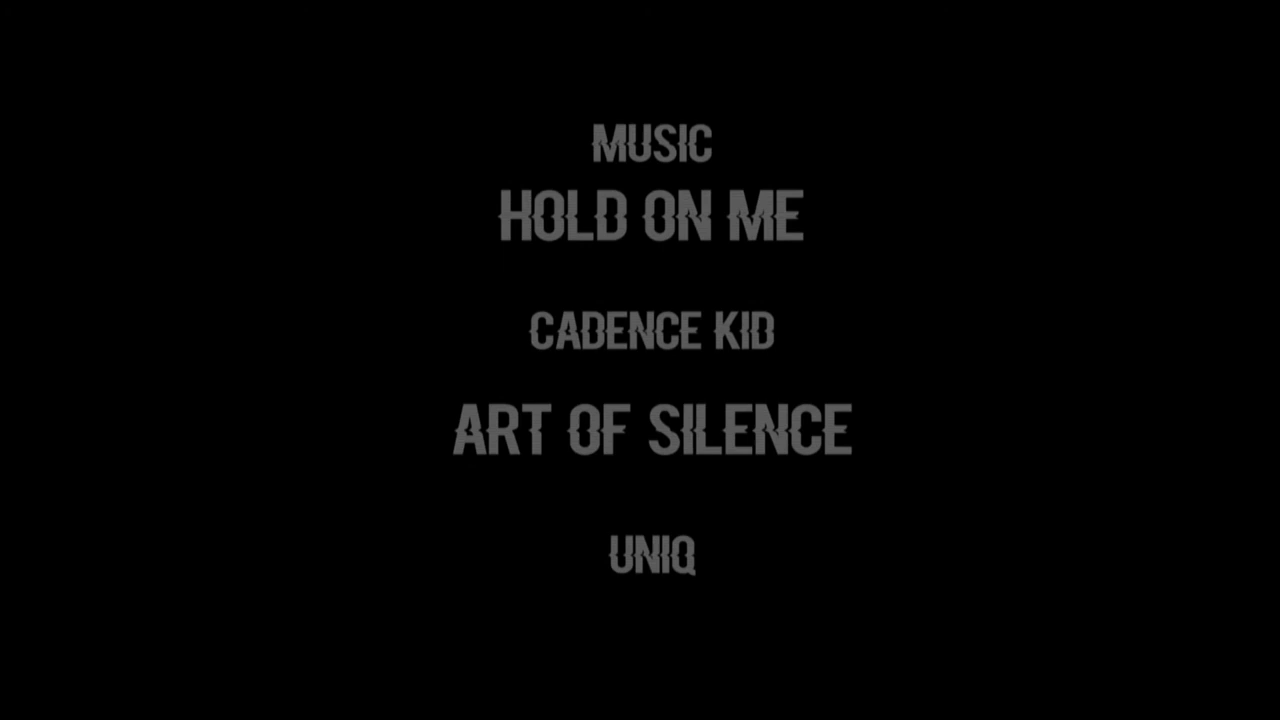 MUSIC
HOLD ON ME
CADENCE KID
ART OF SILENCE
UNIQ